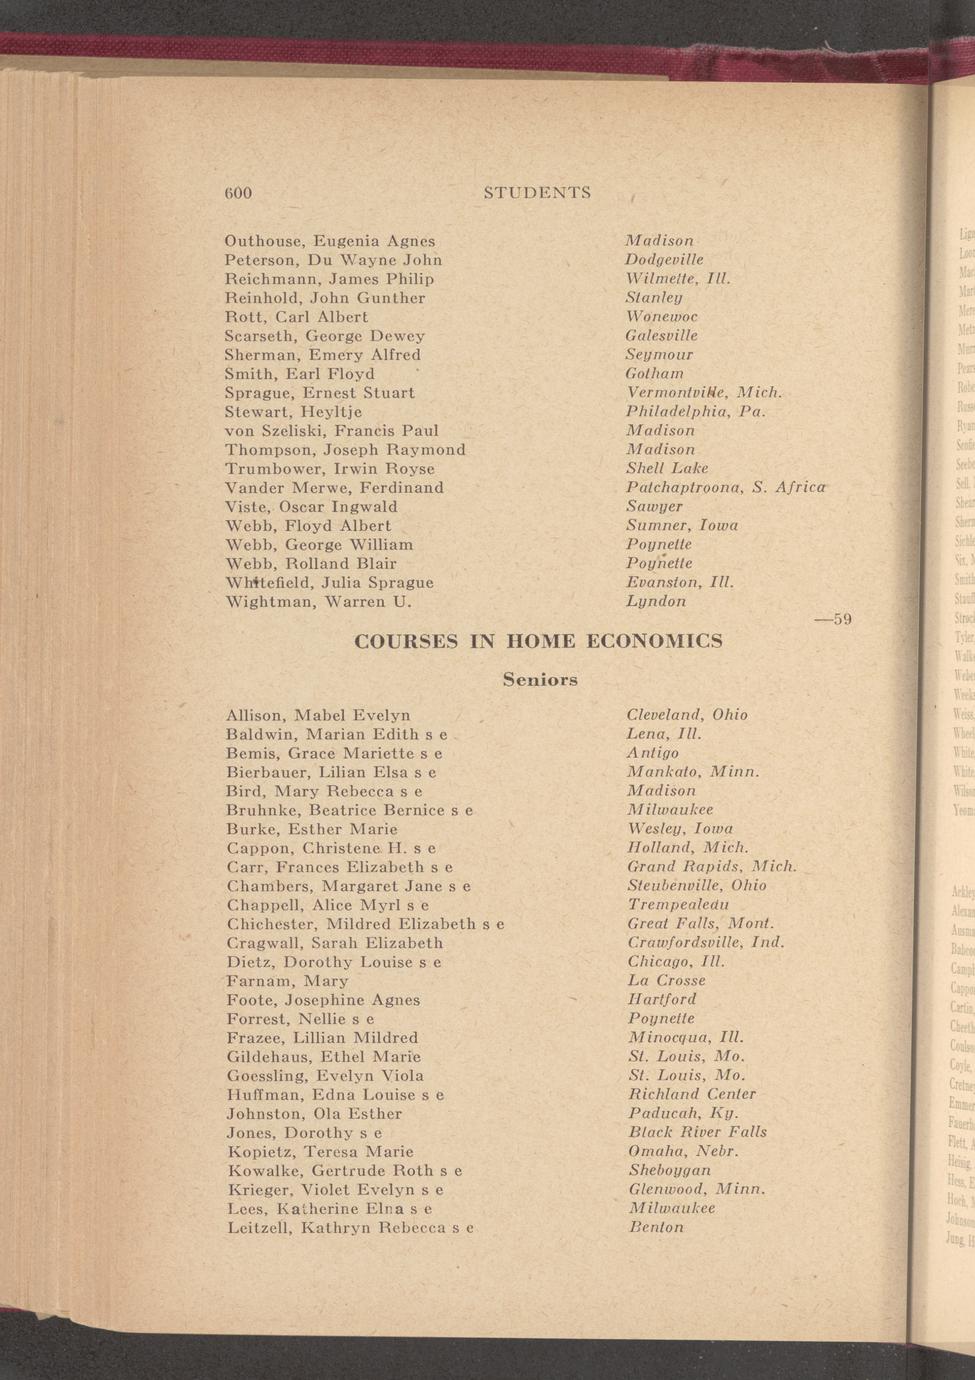 600 STUDENTS
Outhouse, Eugenia Agnes Madison
Peterson, Du Wayne John Dodgeville
Reichmann, James Philip Wilmette, Ill.
Reinhold, John Gunther Stanley
Rott, Carl Albert Wonewoc
Scarseth, George Dewey Galesville
Sherman, Emery Alfred Seymour
Smith, Earl Floyd Gotham
Sprague, Ernest Stuart Vermontville, Mich.
Stewart, Heyltje Philadelphia, Pa.
von Szeliski, Francis Paul Madison
Thompson, Joseph Raymond Madison
Trumbower, Irwin Royse Shell Lake
Vander Merwe, Ferdinand Patchaptroona, S. Africa
Viste, Oscar Ingwald Sawyer
Webb, Floyd Albert Sumner, Iowa
Webb, George William Poynette
Webb, Rolland Blair Poynette
Whitefield, Julia Sprague Evanston, Ill.
Wightman, Warren U. Lyndon
—59
COURSES IN HOME ECONOMICS
Seniors
Allison, Mabel Evelyn Cleveland, Ohio
Baldwin, Marian Edith s e Lena, Ill.
Bemis, Grace Mariette s e Antigo
Bierbauer, Lilian Elsa s e Mankato, Minn.
Bird, Mary Rebecca s e Madison
Bruhnke, Beatrice Bernice s e Milwaukee
Burke, Esther Marie Wesley, Iowa
Cappon, Christene H. s e Holland, Mich.
Carr, Frances Elizabeth s e Grand Rapids, Mich.
Chambers, Margaret Jane s e Steubenville, Ohio
Chappell, Alice Myrl s e Trempealeau
Chichester, Mildred Elizabeth s e Great Falls, Mont.
Cragwall, Sarah Elizabeth Crawfordsville, Ind.
Dietz, Dorothy Louise s e Chicago, Ill.
Farnam, Mary La Crosse
Foote, Josephine Agnes Hartford
Forrest, Nellie s e Poynette
Frazee, Lillian Mildred Minocqua, Ill.
Gildehaus, Ethel Marie St. Louis, Mo.
Goessling, Evelyn Viola St. Louis, Mo.
Huffman, Edna Louise s e Richland Center
Johnston, Ola Esther Paducah, Ky.
Jones, Dorothy s e Black River Falls
Kopietz, Teresa Marie Omaha, Nebr.
Kowalke, Gertrude Roth s e Sheboygan
Krieger, Violet Evelyn s e Glenwood, Minn.
Lees, Katherine Elna s e Milwaukee
Leitzell, Kathryn Rebecca s e Benton